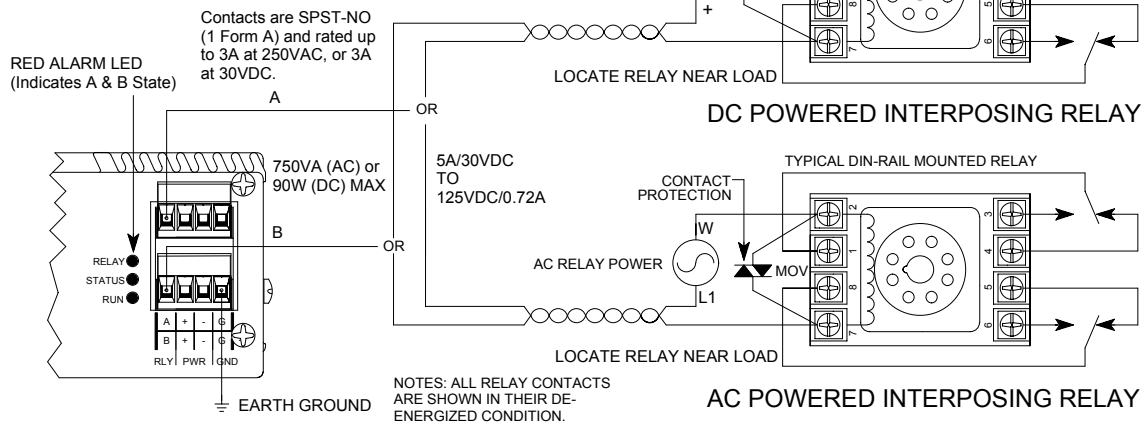 Contacts are SPST-NO
(1 Form A) and rated up
to 3A at 250VAC, or 3A
at 30VDC.
RED ALARM LED
(Indicates A & B State)
A
OR
+
8
7
5
6
LOCATE RELAY NEAR LOAD
DC POWERED INTERPOSING RELAY
750VA (AC) or
90W (DC) MAX
5A/30VDC
TO
125VDC/0.72A
B
OR
RELAY
STATUS
RUN
A + - G
B + - G
RLY PWR GND
EARTH GROUND
TYPICAL DIN-RAIL MOUNTED RELAY
CONTACT
PROTECTION
W
AC RELAY POWER
L1
MOV
2
1
8
7
3
4
5
6
LOCATE RELAY NEAR LOAD
AC POWERED INTERPOSING RELAY
NOTES: ALL RELAY CONTACTS
ARE SHOWN IN THEIR DE-
ENERGIZED CONDITION.